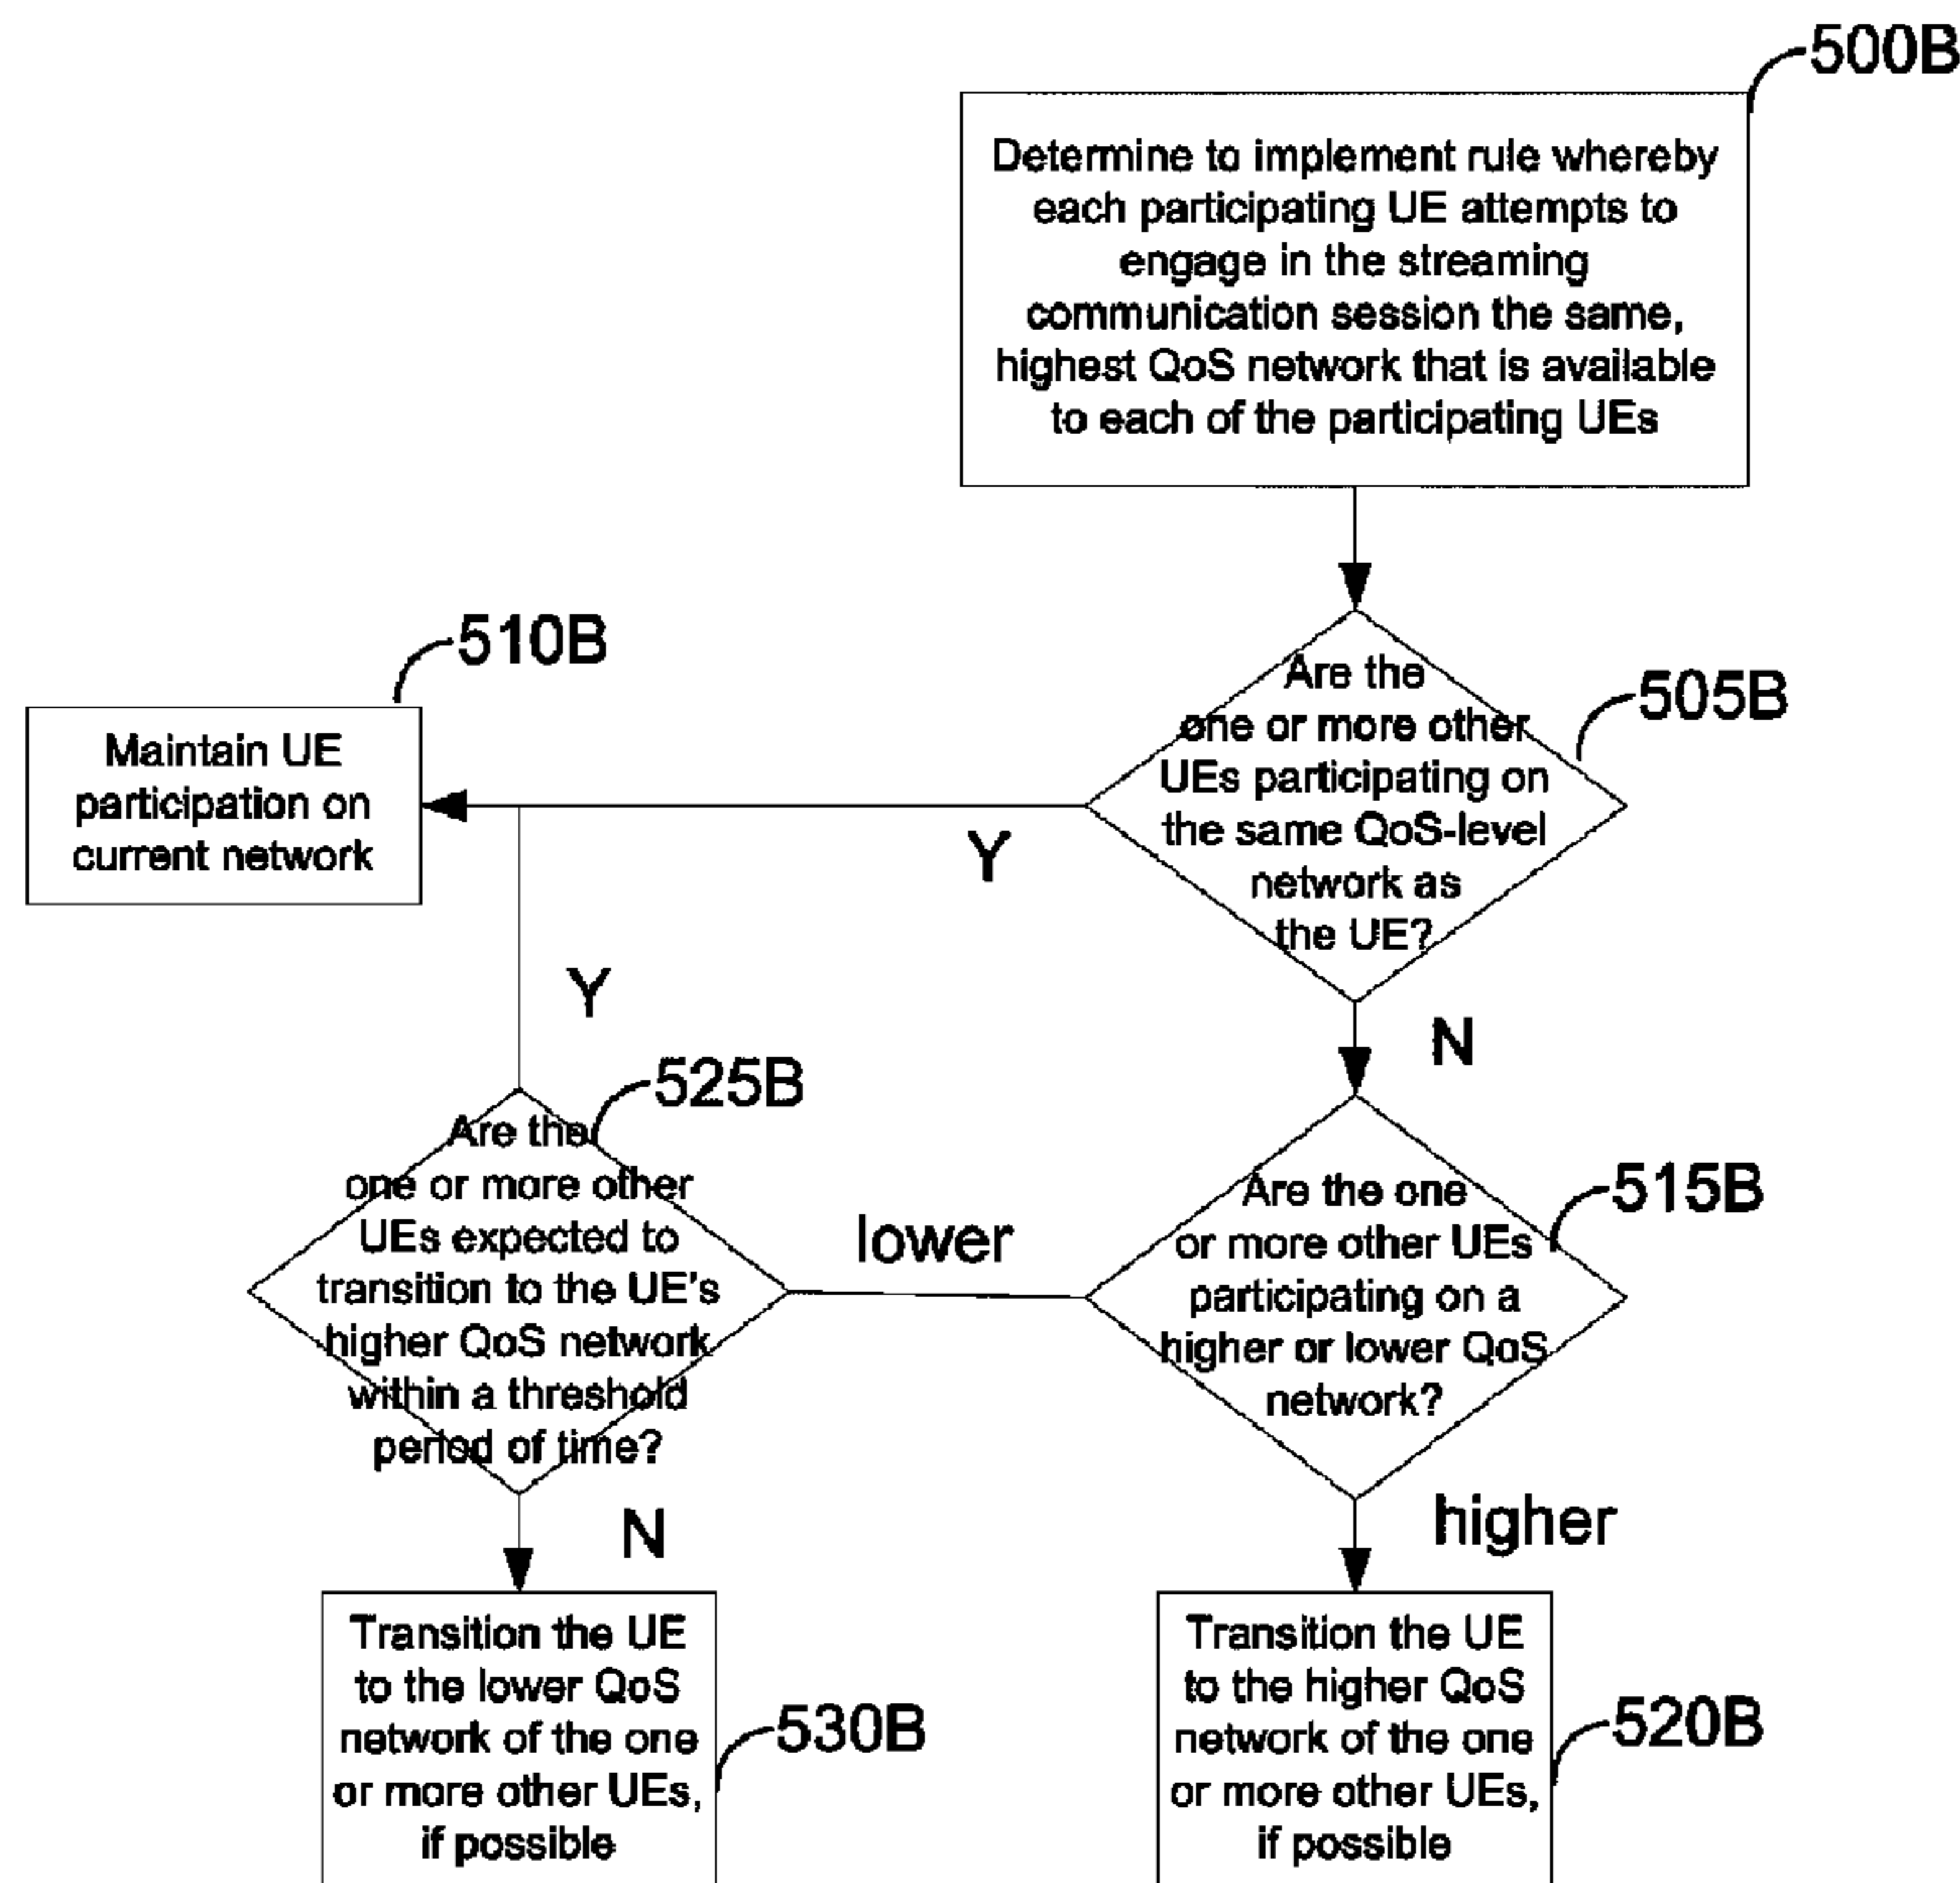 500B
Determine to implement rule whereby
each participating UE attempts to
engage in the streaming
communication session the same,
highest QoS network that is available
to each of the participating UEs
510B
Maintain UE
participation on
current network
505B
Are the
one or more other
UEs participating on
the same QoS-level
network as
the UE?
Y
N
Y
525B
Are the
one or more other
UEs expected to
transition to the UE's
higher QoS network
within a threshold
period of time?
lower
515B
Are the one
or more other UEs
participating on a
higher or lower QoS
network?
N
higher
Transition the UE
to the lower QoS
network of the one
or more other UEs,
if possible
530B
Transition the UE
to the higher QoS
network of the one
or more other UEs,
if possible
520B